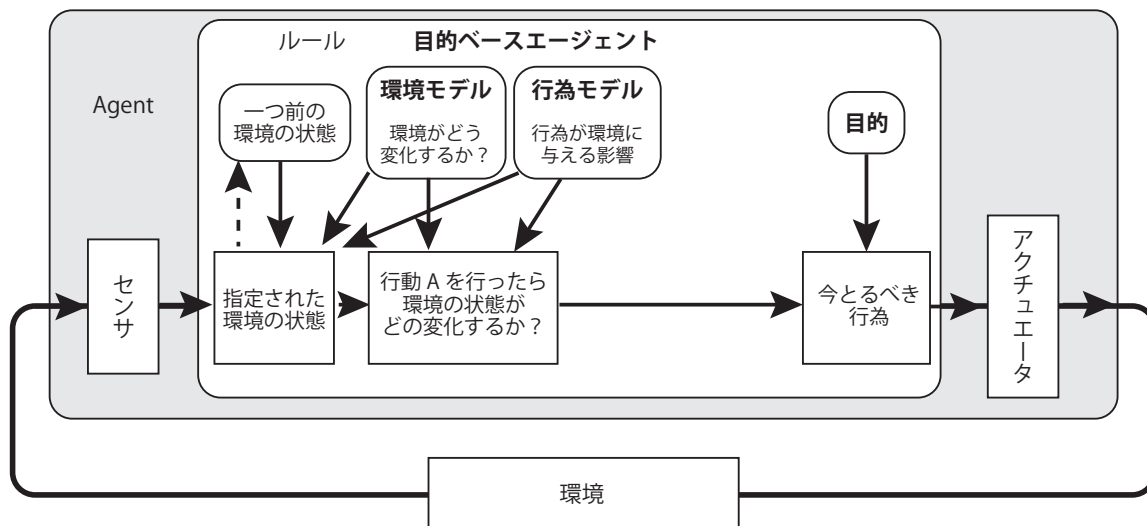 ルール
目的ベースエージェント
Agent
一つ前の
環境の状態
環境モデル
環境がどう
変化するか？
行為モデル
行為が環境に
与える影響
目的
センサ
指定された
環境の状態
行動 A を行ったら
環境の状態が
どの変化するか？
今とるべき
行為
アクチュエータ
環境